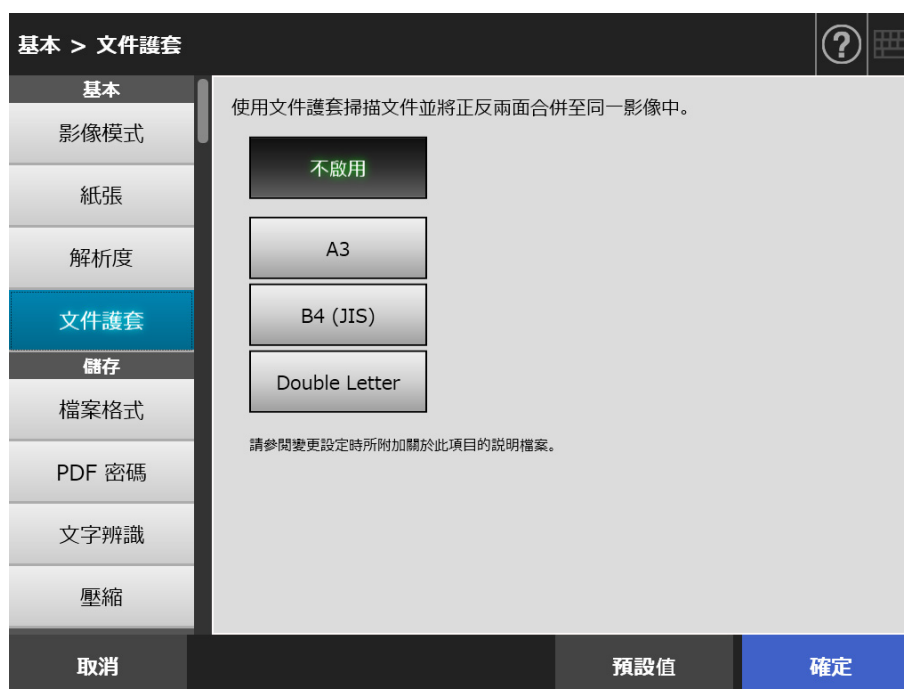 基本 > 文件護套
?
基本
影像模式
紙張
解析度
文件護套
儲存
檔案格式
PDF 密碼
文字辨識
壓縮
使用文件護套掃描文件並將正反兩面合併至同一影像中。
不啟用
A3
B4 (JIS)
Double Letter
請參閱變更設定時所附加關於此項目的説明檔案。
取消
預設值
確定